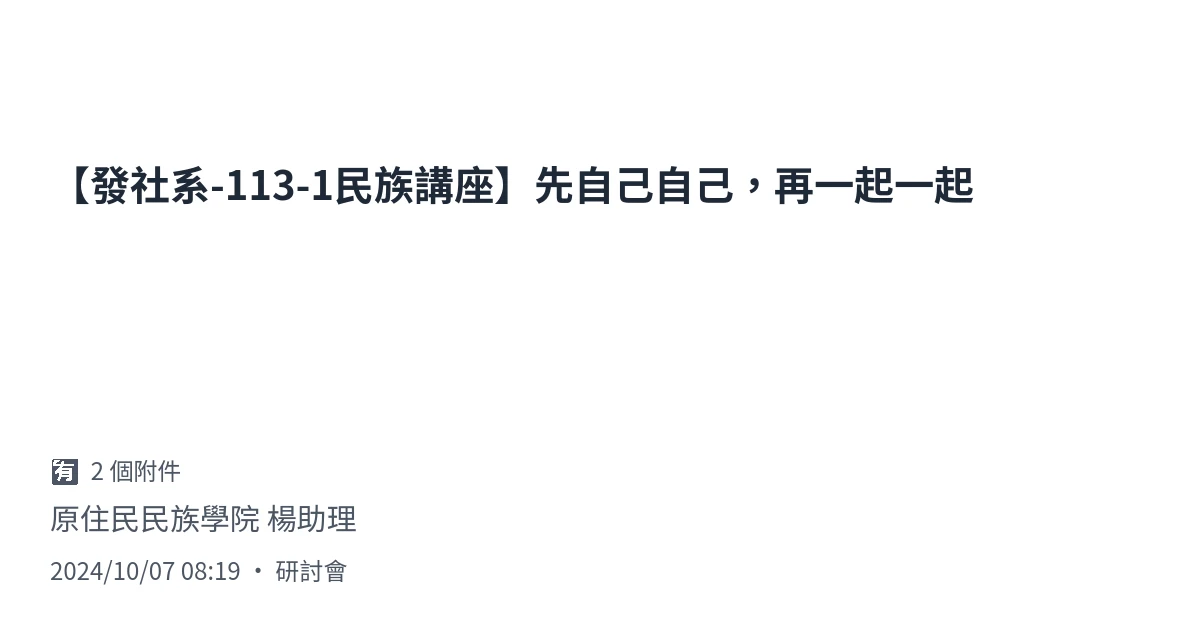 【發社系-113-1民族講座】先自己自己，再一起一起
🈶 2 個附件
原住民民族學院 楊助理
2024/10/07 08:19 ・ 研討會